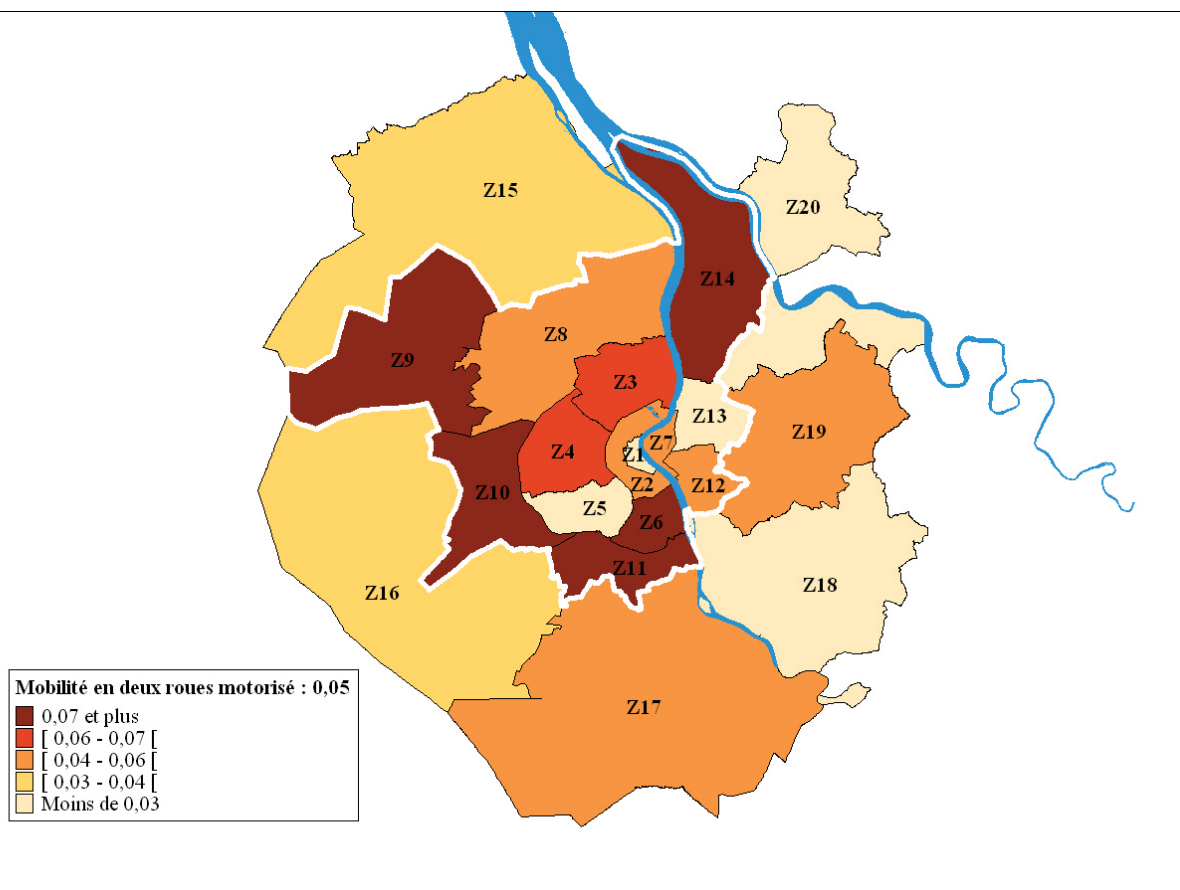 Z15
Z20
Z14
Z8
Z9
Z3
Z13
Z7
Z19
Z4
Z1
Z2
Z12
Z10
Z5
Z6
Z11
Z18
Z16
Z17
Mobilité en deux roues motorisé : 0,05
0,07 et plus
[ 0,06 - 0,07 [
[ 0,04 - 0,06 [
[ 0,03 - 0,04 [
Moins de 0,03